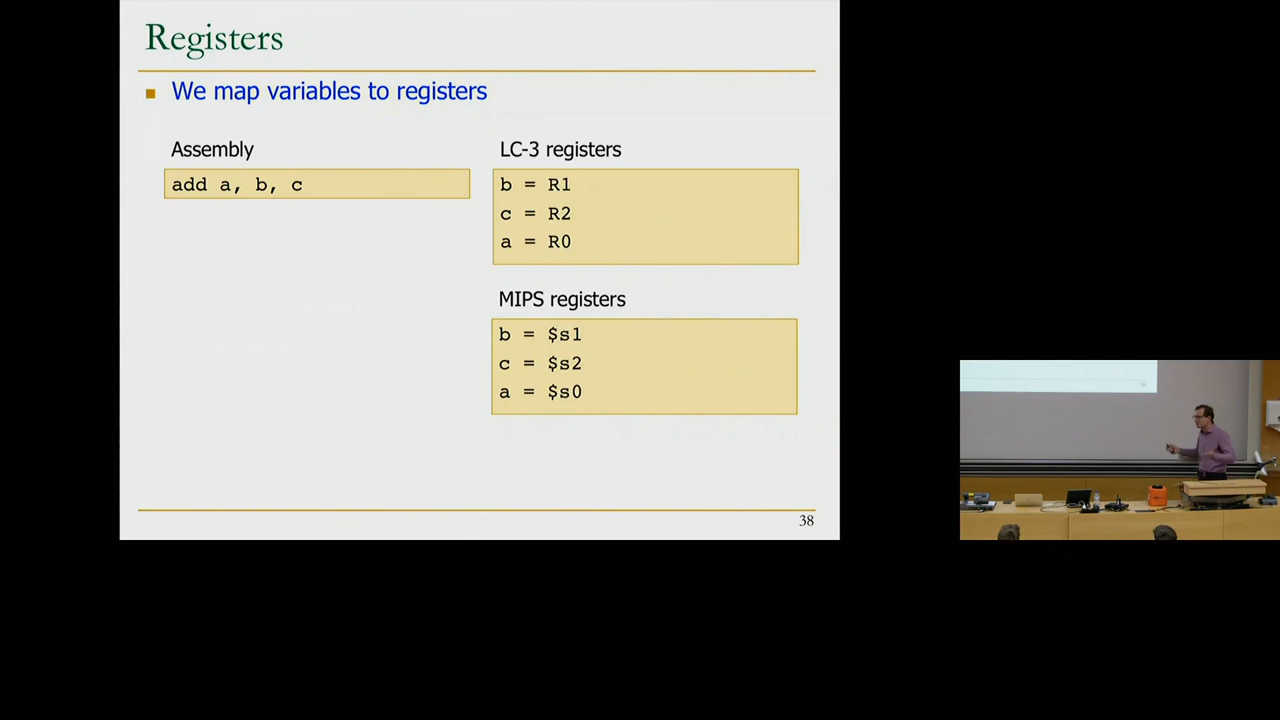 Registers
We map variables to registers
Assembly
add a, b, c
LC-3 registers
b = R1
c = R2
a = R0
MIPS registers
b = $s1
c = $s2
a = $s0
38